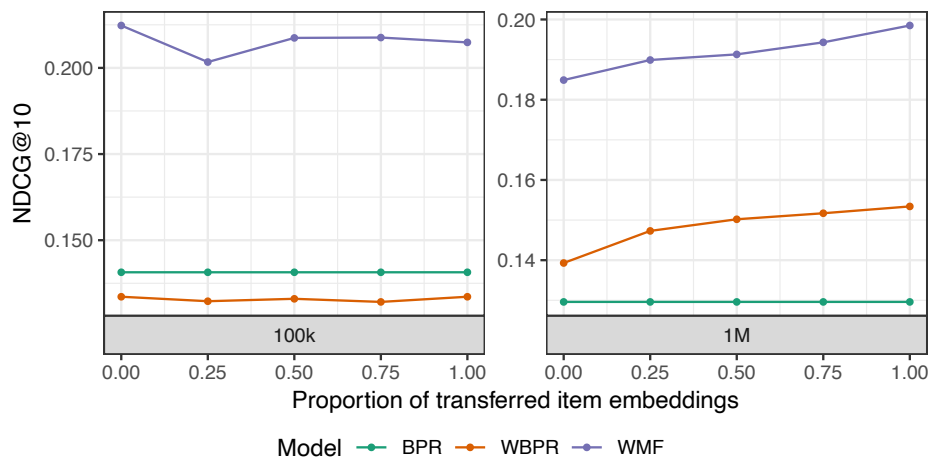 NDCG@10
0.200
0.175
0.150
0.20
0.18
0.16
0.14
100k
1M
0.00 0.25 0.50 0.75 1.00
0.00 0.25 0.50 0.75 1.00
Proportion of transferred item embeddings
Model BPR WBPR WMF